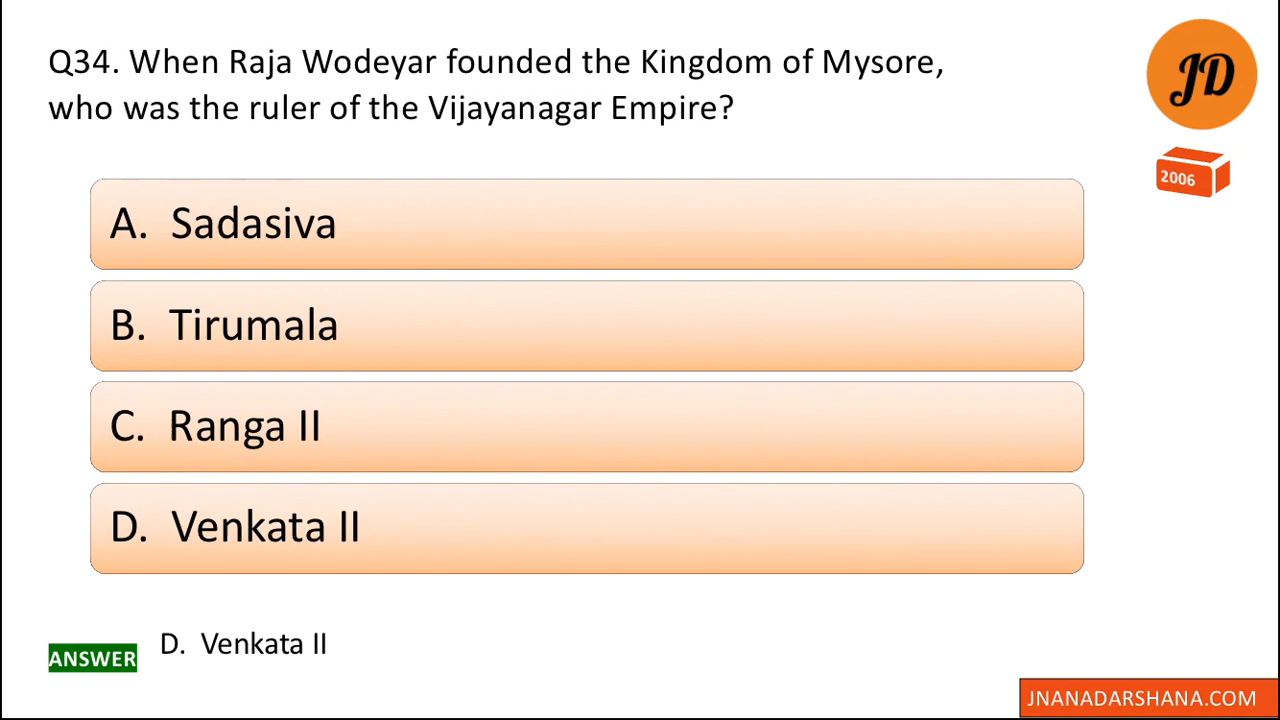 Q34. When Raja Wodeyar founded the Kingdom of Mysore,
who was the ruler of the Vijayanagar Empire?
JD
2006
A. Sadasiva
B. Tirumala
C. Ranga II
D. Venkata II
ANSWER D. Venkata II
JNANADARSHANA.COM